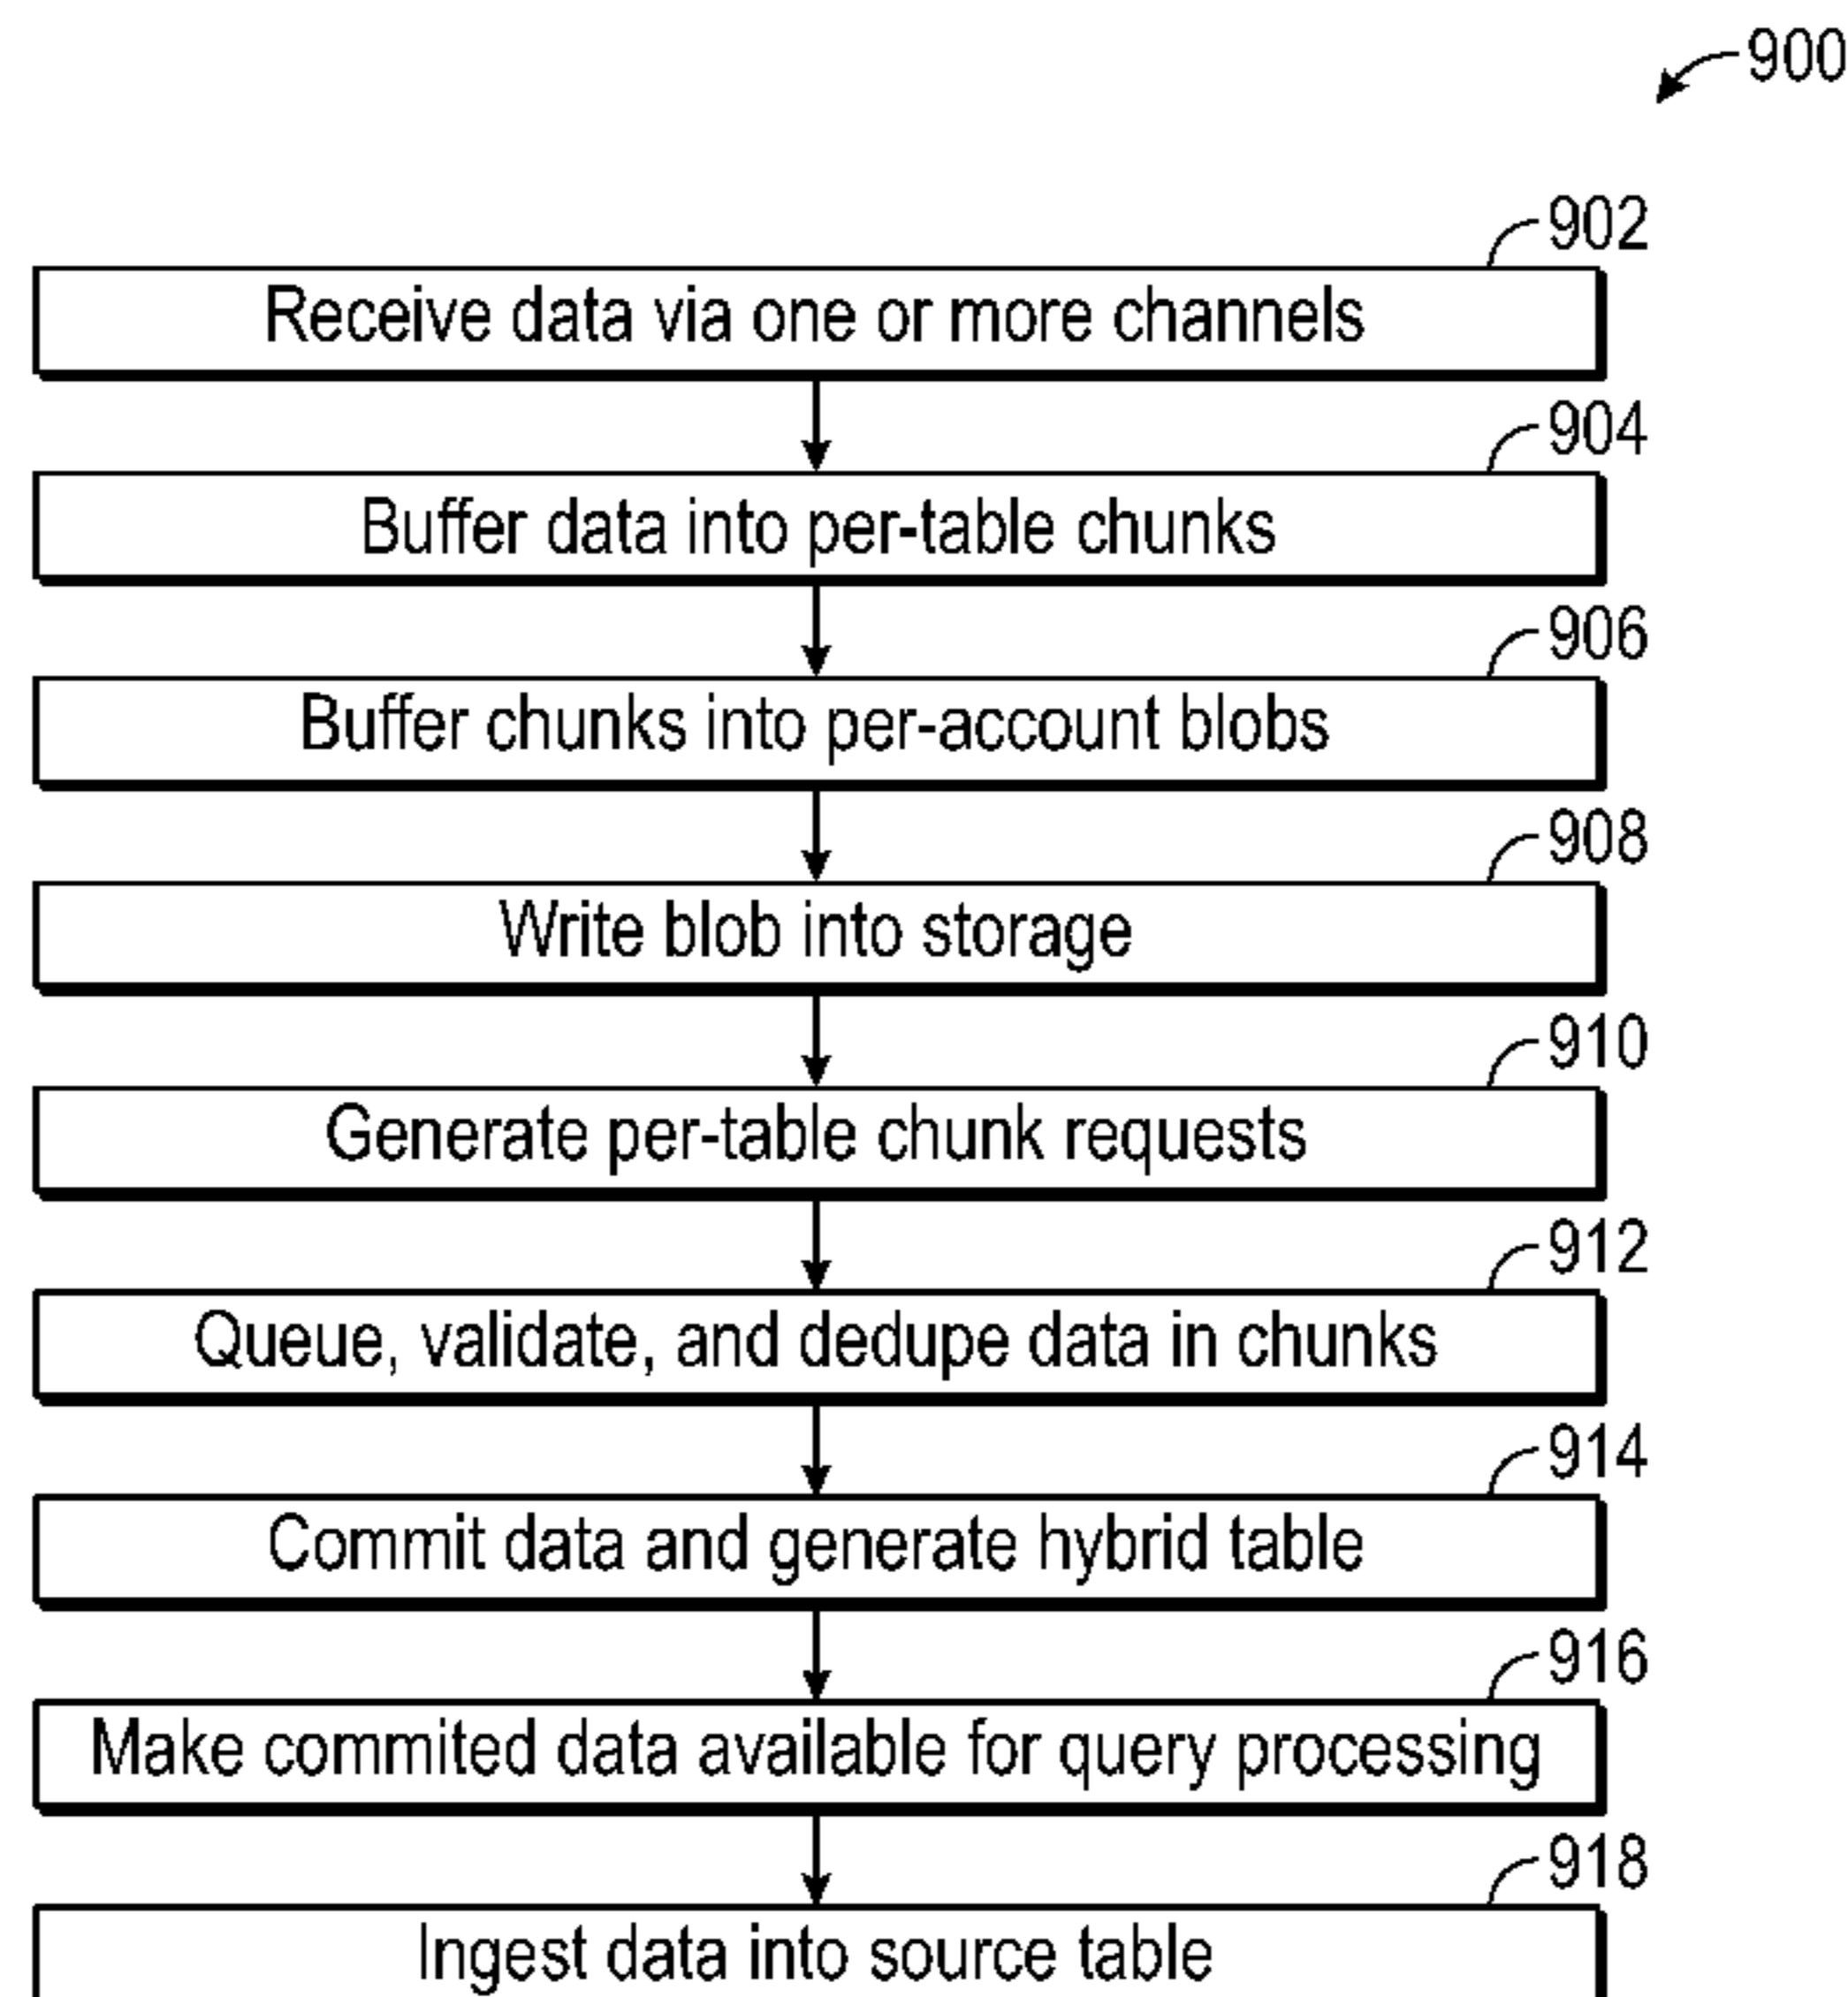 900
902
Receive data via one or more channels
904
Buffer data into per-table chunks
906
Buffer chunks into per-account blobs
908
Write blob into storage
910
Generate per-table chunk requests
912
Queue, validate, and dedupe data in chunks
914
Commit data and generate hybrid table
916
Make commited data available for query processing
918
Ingest data into source table